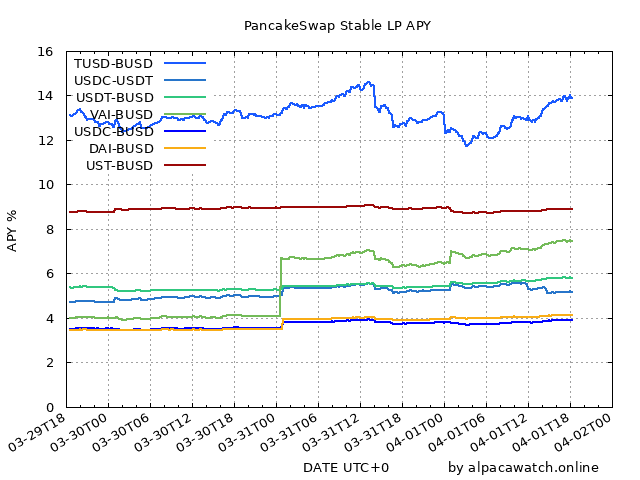 PancakeSwap Stable LP APY
16
14
12
10
8
6
4
2
0
APY %
TUSD-BUSD
USDC-USDT
USDT-BUSD
VAI-BUSD
USDC-BUSD
DAI-BUSD
UST-BUSD
03-29T18
03-30T00
03-30T06
03-30T12
03-30T18
03-31T00
03-31T06
03-31T12
03-31T18
04-01T00
04-01T06
04-01T12
04-01T18
04-02T00
DATE UTC+0
by alpacawatch.online